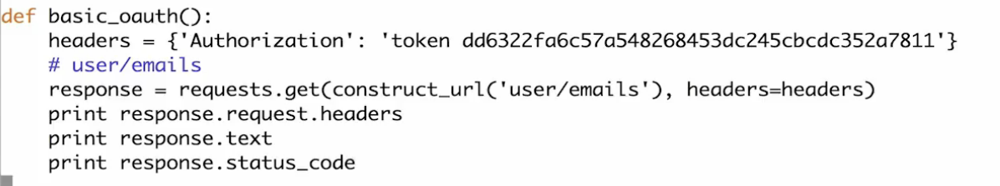 def basic_oauth():
    headers = {'Authorization': 'token dd6322fa6c57a548268453dc245cbcdc352a7811'}
    # user/emails
    response = requests.get(construct_url('user/emails'), headers=headers)
    print response.request.headers
    print response.text
    print response.status_code